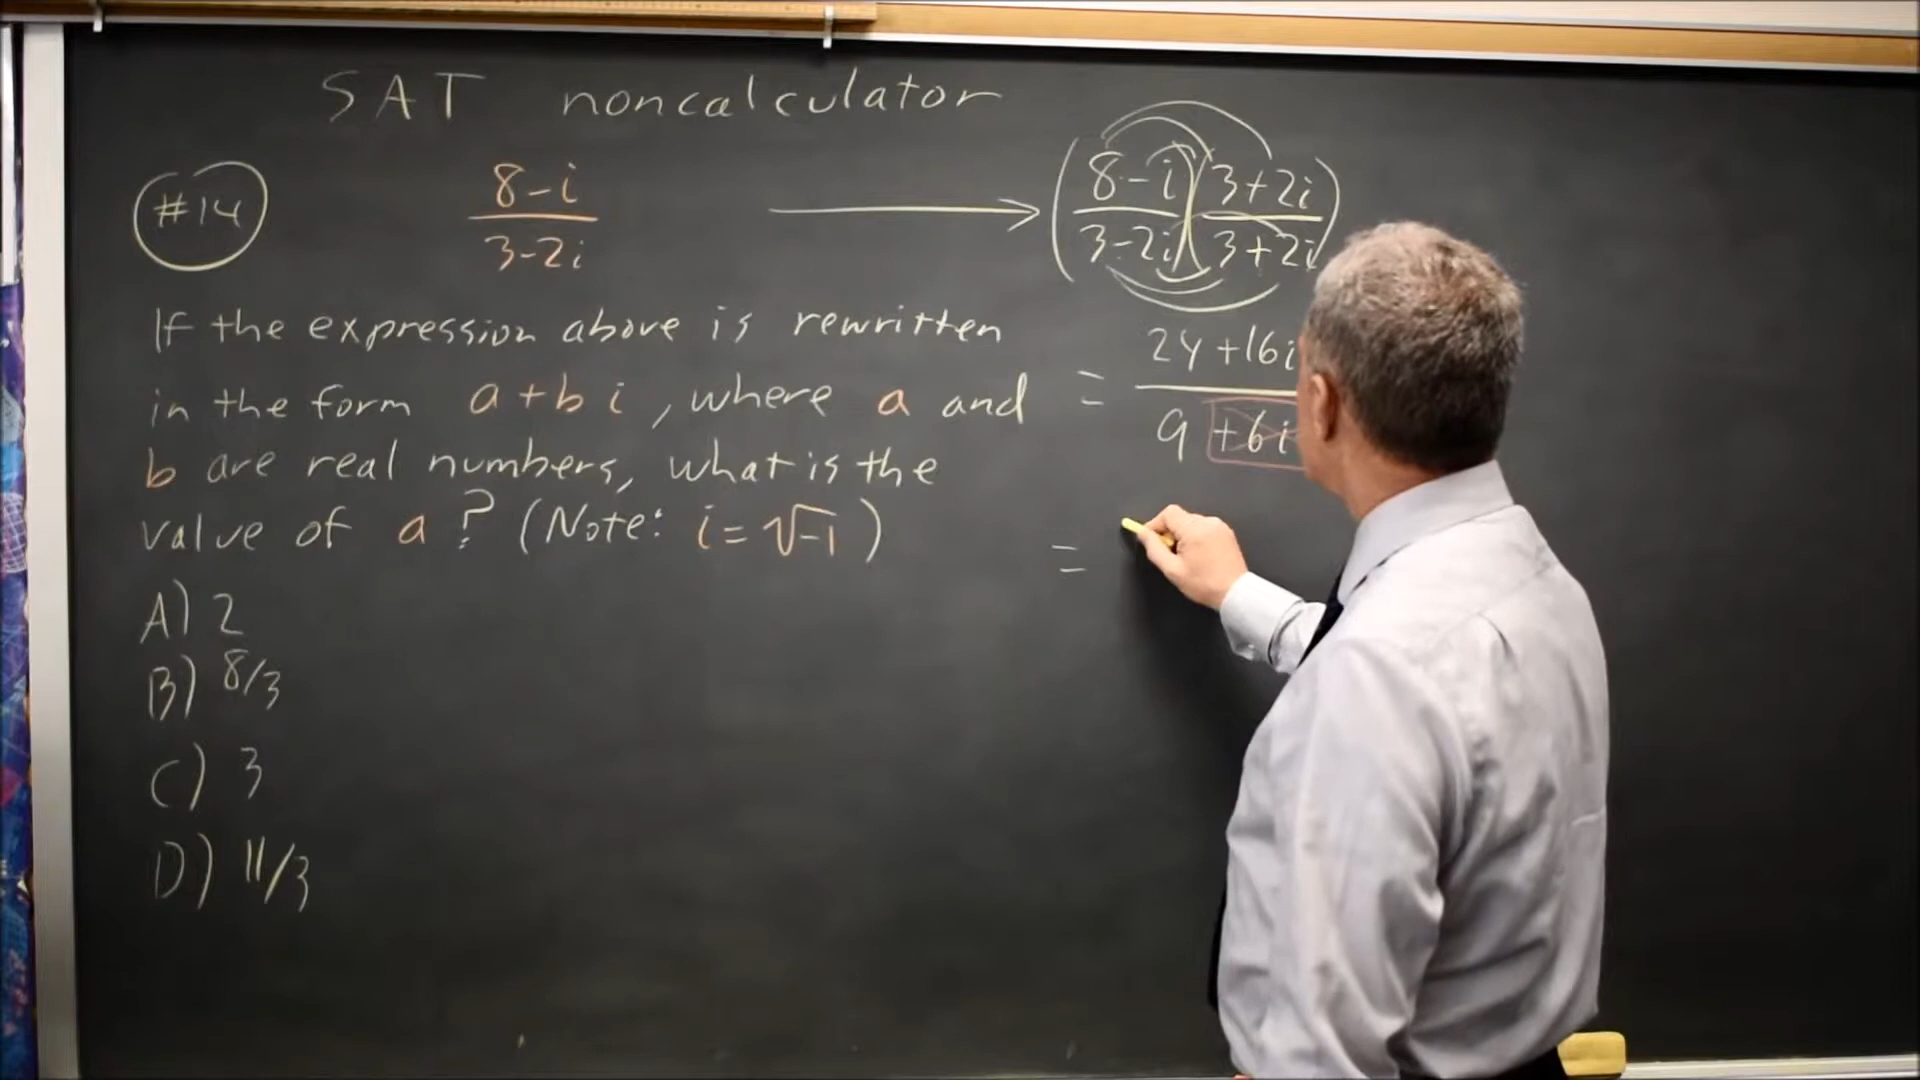 SAT noncalculator
#14
8-i
3-2i
(8-i)(3+2i)
3-2i)(3+2i
If the expression above is rewritten
in the form a+bi, where a and
b are real numbers, what is the
value of a? (Note: i=√-1)
A) 2
B) 8/3
C) 3
D) 11/3
= 24+16i
9 +6i
=